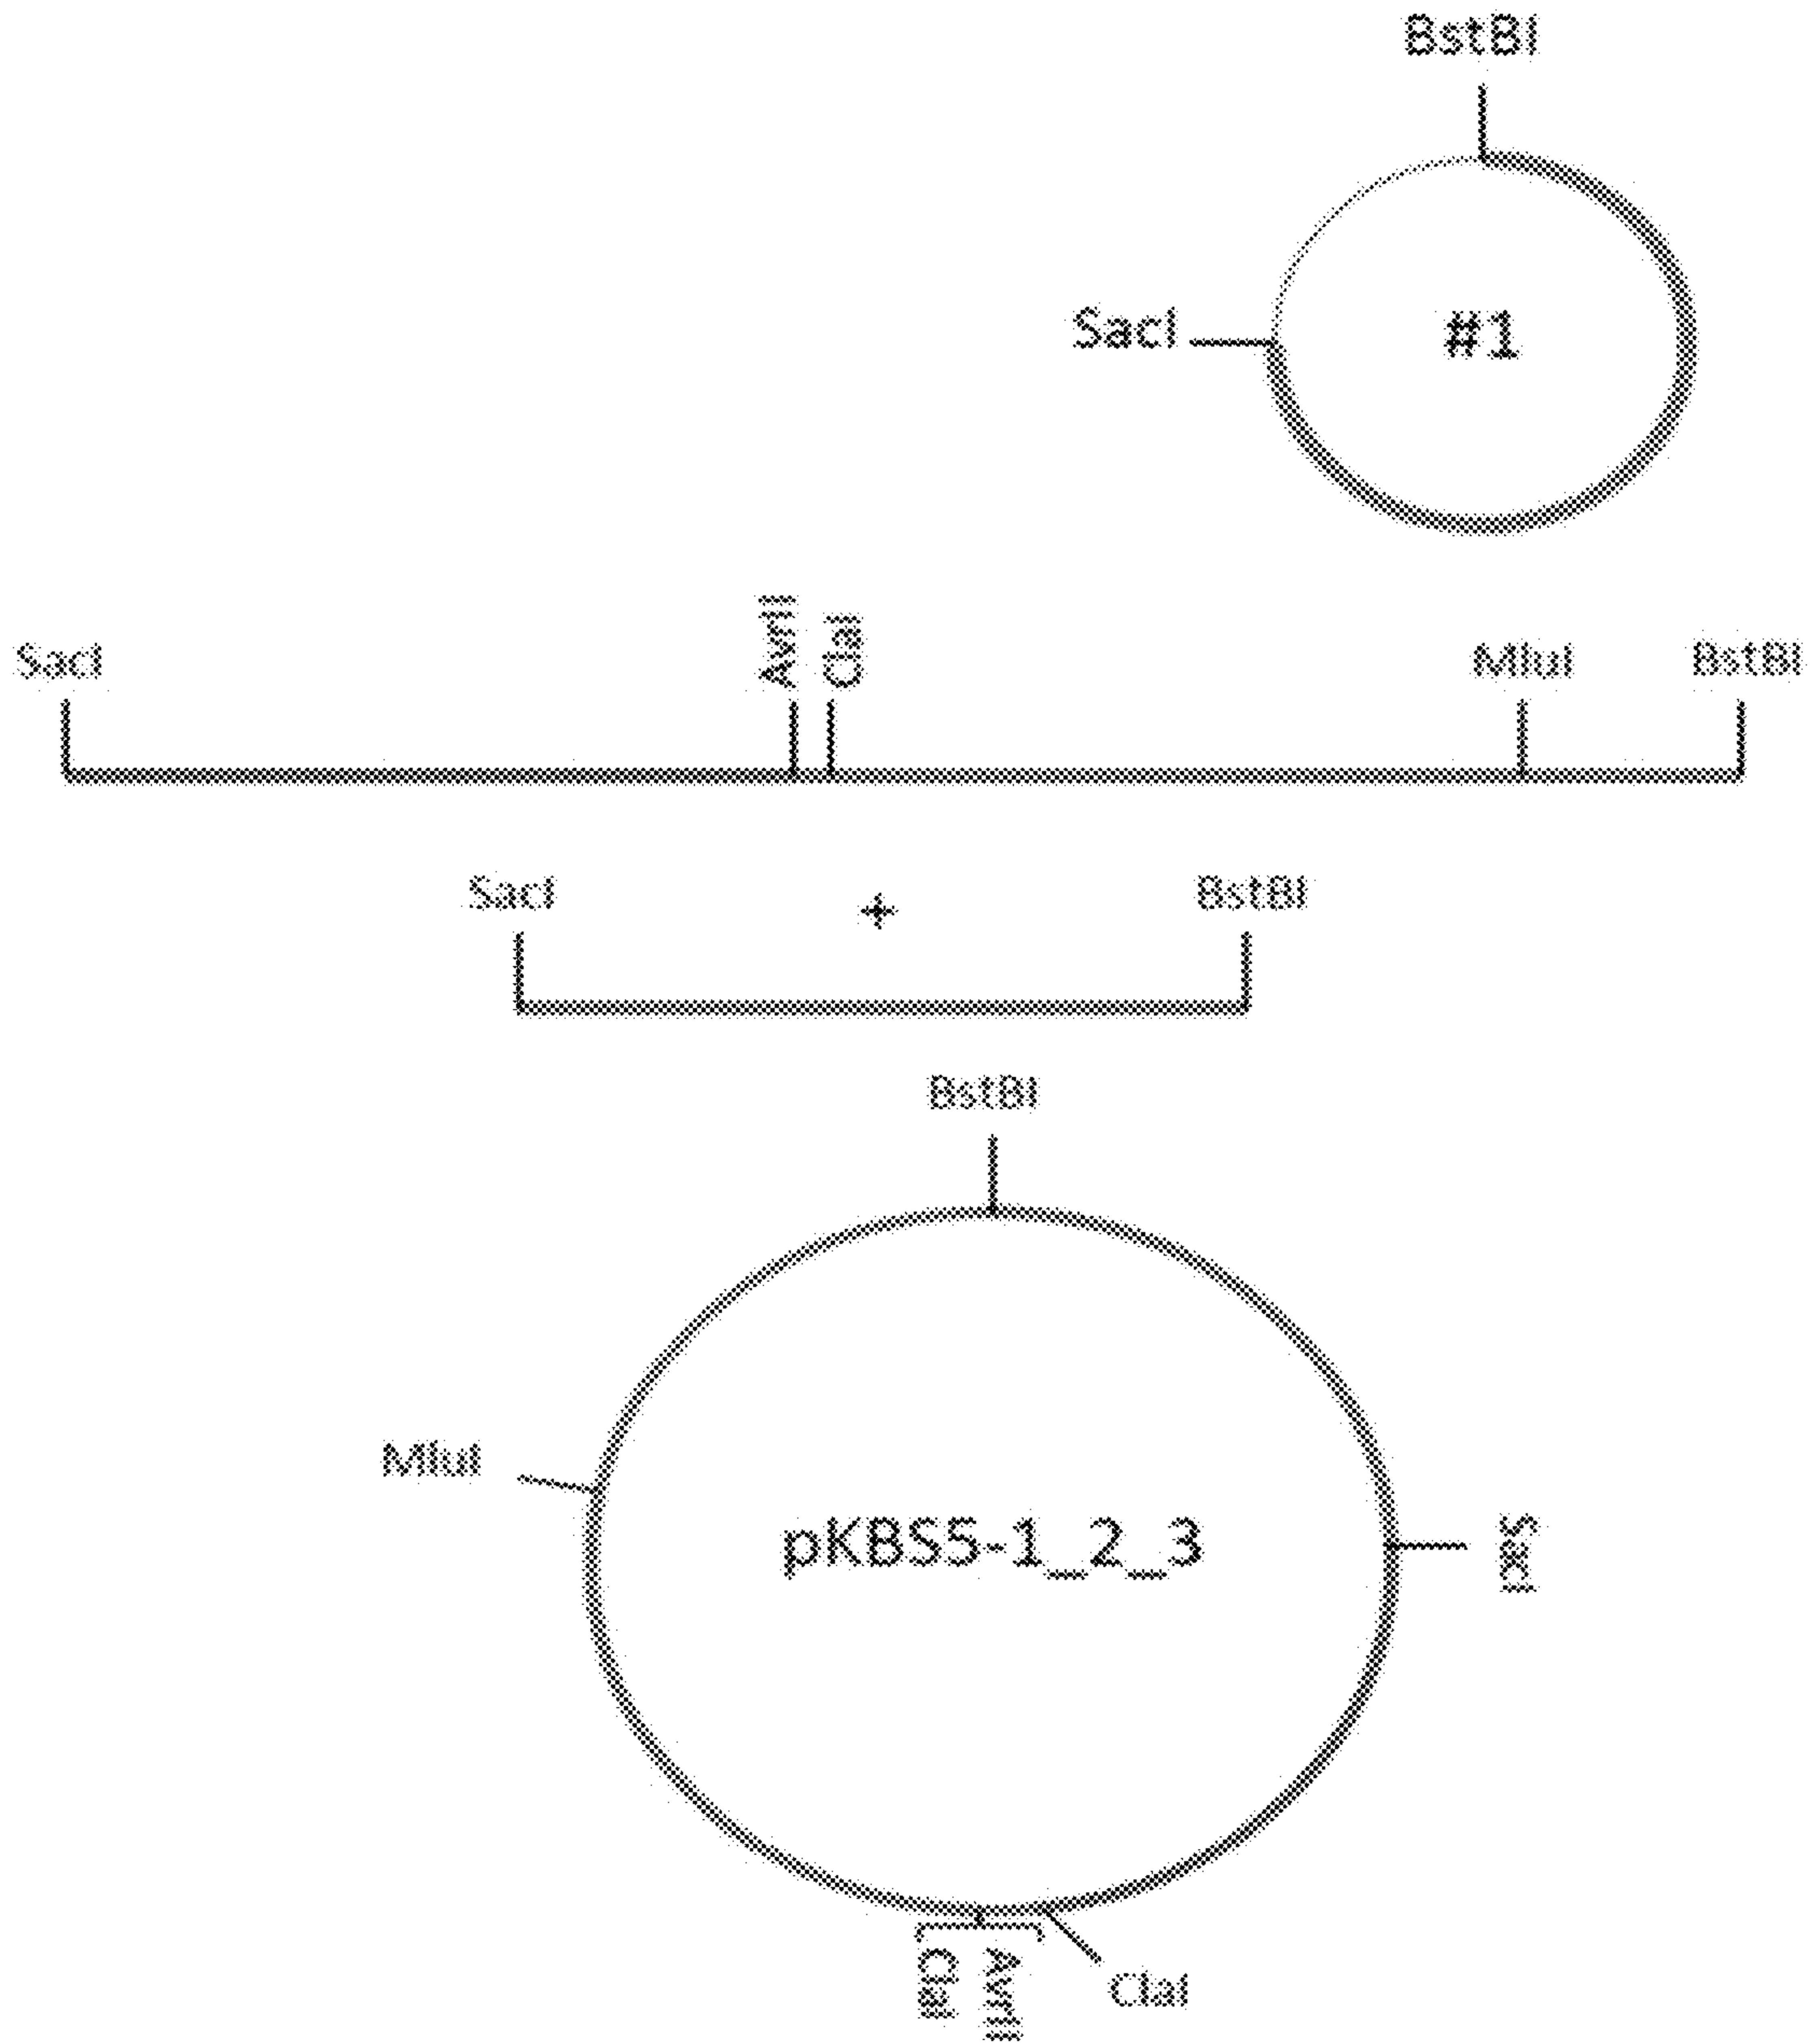 BstBI
SacI #1
SacI AvrII ClaI MluI BstBI
SacI + BstBI
BstBI
MluI pKBS5-1_2_3 SacI
ClaI AvrII ClaI